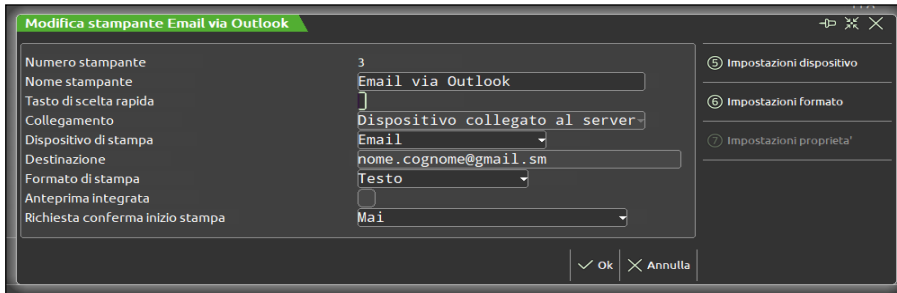 Modifica stampante Email via Outlook
Numero stampante 3
Nome stampante Email via Outlook
Tasto di scelta rapida
Collegamento Dispositivo collegato al server
Dispositivo di stampa Email
Destinazione nome.cognome@gmail.sm
Formato di stampa Testo
Anteprima integrata
Richiesta conferma inizio stampa Mai
5 Impostazioni dispositivo
6 Impostazioni formato
7 Impostazioni proprieta'
Ok Annulla